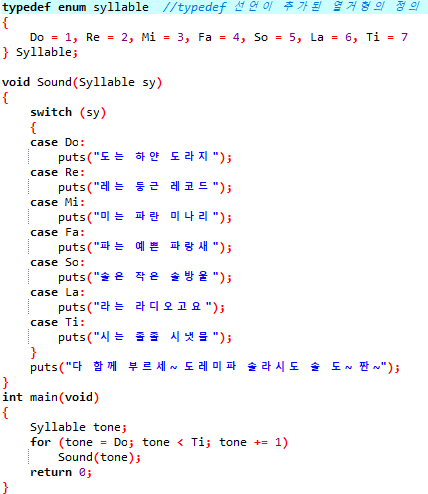 typedef enum syllable //typedef 선언이 추가된 열거형의 정의
{
    Do = 1, Re = 2, Mi = 3, Fa = 4, So = 5, La = 6, Ti = 7
} Syllable;

void Sound(Syllable sy)
{
    switch (sy)
    {
    case Do:
        puts("도는 하얀 도라지");
    case Re:
        puts("레는 둥근 레코드");
    case Mi:
        puts("미는 파란 미나리");
    case Fa:
        puts("파는 예쁜 파랑새");
    case So:
        puts("솔은 작은 솔방울");
    case La:
        puts("라는 라디오고요");
    case Ti:
        puts("시는 졸졸 시냇물");
    }
    puts("다 함께 부르세~ 도레미파 솔라시도 솔 도~ 짠~");
}
int main(void)
{
    Syllable tone;
    for (tone = Do; tone < Ti; tone += 1)
        Sound(tone);
    return 0;
}